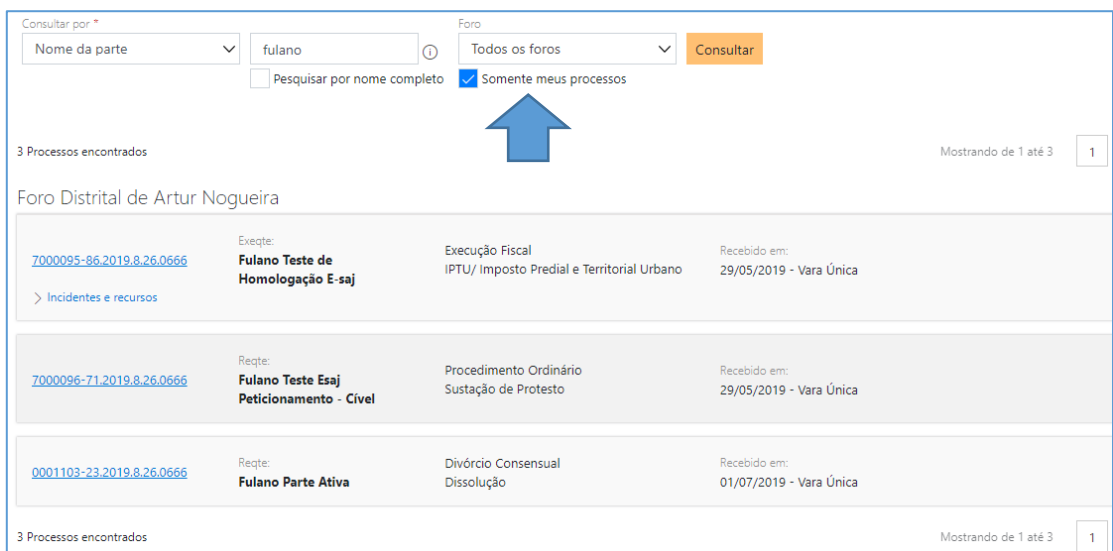 Consultar por *
Foro
Nome da parte
fulano
Todos os foros
Consultar
Pesquisar por nome completo
Somente meus processos
3 Processos encontrados
Mostrando de 1 até 3
1
Foro Distrital de Artur Nogueira
7000095-86.2019.8.26.0666
Incidentes e recursos
Exeqte:
Fulano Teste de
Homologação E-saj
Execução Fiscal
IPTU/ Imposto Predial e Territorial Urbano
Recebido em:
29/05/2019 - Vara Única
7000096-71.2019.8.26.0666
Reqte:
Fulano Teste Esaj
Peticionamento - Cível
Procedimento Ordinário
Sustação de Protesto
Recebido em:
29/05/2019 - Vara Única
0001103-23.2019.8.26.0666
Reqte:
Fulano Parte Ativa
Divórcio Consensual
Dissolução
Recebido em:
01/07/2019 - Vara Única
3 Processos encontrados
Mostrando de 1 até 3
1